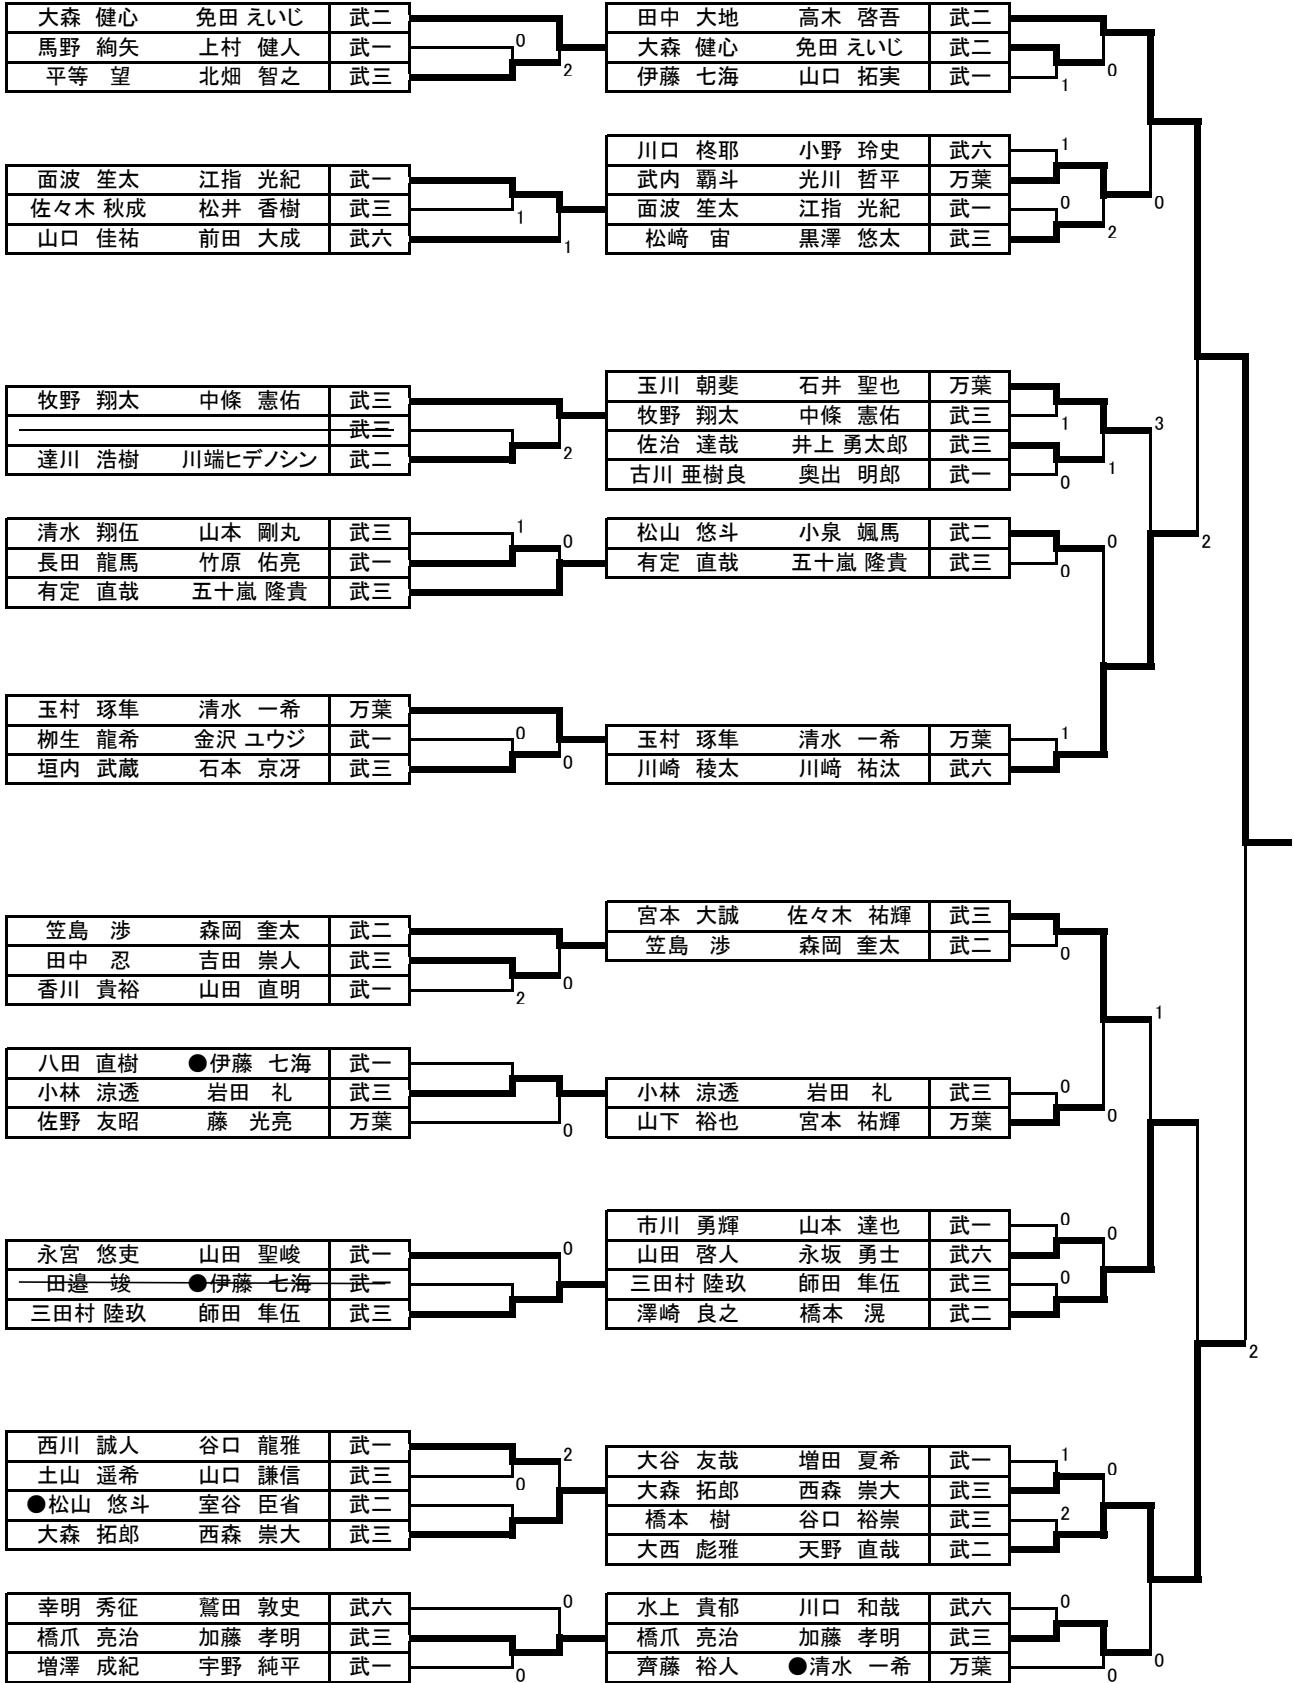 大森 健心 免田 えいじ 武二
馬野 絢矢 上村 健人 武一
平等 望 北畑 智之 武三
0
2
面波 笙太 江指 光紀 武一
佐々木 秋成 松井 香樹 武三
山口 佳祐 前田 大成 武六
1
1
牧野 翔太 中條 憲佑 武三
武三
達川 浩樹 川端ヒデノシン 武二
2
清水 翔伍 山本 剛丸 武三
長田 龍馬 竹原 佑亮 武一
有定 直哉 五十嵐 隆貴 武三
1
0
玉村 琢隼 清水 一希 万葉
栁生 龍希 金沢 ユウジ 武一
垣内 武蔵 石本 京冴 武三
0
0
笠島 渉 森岡 奎太 武二
田中 忍 吉田 崇人 武三
香川 貴裕 山田 直明 武一
2
0
八田 直樹 ●伊藤 七海 武一
小林 涼透 岩田 礼 武三
佐野 友昭 藤 光亮 万葉
0
永宮 悠吏 山田 聖峻 武一
田邉 竣 ●伊藤 七海 武一
三田村 陸玖 師田 隼伍 武三
0
西川 誠人 谷口 龍雅 武一
土山 遥希 山口 謙信 武三
●松山 悠斗 室谷 臣省 武二
大森 拓郎 西森 崇大 武三
0
2
幸明 秀征 鷲田 敦史 武六
橋爪 亮治 加藤 孝明 武三
増澤 成紀 宇野 純平 武一
0
0
田中 大地 高木 啓吾 武二
大森 健心 免田 えいじ 武二
伊藤 七海 山口 拓実 武一
1
0
川口 柊耶 小野 玲史 武六
武内 覇斗 光川 哲平 万葉
面波 笙太 江指 光紀 武一
松﨑 宙 黒澤 悠太 武三
1
0
2
0
玉川 朝斐 石井 聖也 万葉
牧野 翔太 中條 憲佑 武三
佐治 達哉 井上 勇太郎 武三
古川 亜樹良 奥出 明郎 武一
1
0
1
3
松山 悠斗 小泉 颯馬 武二
有定 直哉 五十嵐 隆貴 武三
0
0
2
玉村 琢隼 清水 一希 万葉
川崎 稜太 川﨑 祐汰 武六
1
宮本 大誠 佐々木 祐輝 武三
笠島 渉 森岡 奎太 武二
0
1
小林 涼透 岩田 礼 武三
山下 裕也 宮本 祐輝 万葉
0
0
市川 勇輝 山本 達也 武一
山田 啓人 永坂 勇士 武六
三田村 陸玖 師田 隼伍 武三
澤崎 良之 橋本 滉 武二
0
0
0
2
大谷 友哉 増田 夏希 武一
大森 拓郎 西森 崇大 武三
橋本 樹 谷口 裕崇 武三
大西 彪雅 天野 直哉 武二
1
2
0
水上 貴郁 川口 和哉 武六
橋爪 亮治 加藤 孝明 武三
齊藤 裕人 ●清水 一希 万葉
0
0
0